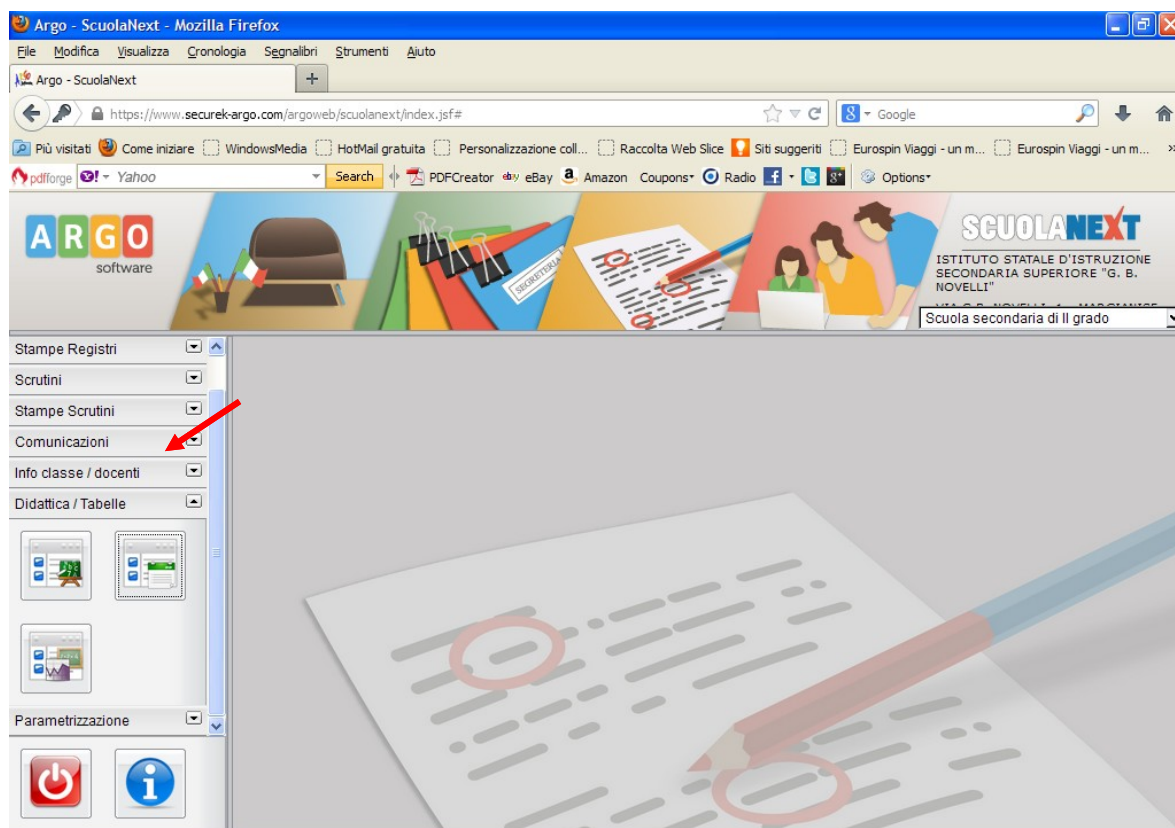 Argo - ScuolaNext - Mozilla Firefox
File Modifica Visualizza Cronologia Segnalibri Strumenti Aiuto
Argo - ScuolaNext
https://www.securek-argo.com/argoweb/scuolanext/index.jsf#
Google
Più visitati Come iniziare WindowsMedia HotMail gratuita Personalizzazione coll... Raccolta Web Slice Siti suggeriti Eurospin Viaggi - un m... Eurospin Viaggi - un m... »
pdfforge Yahoo Search PDFCreator eBay Amazon Coupons Radio Options
ARGO
software
SEGRETERIA
SCUOLANEXT
ISTITUTO STATALE D'ISTRUZIONE
SECONDARIA SUPERIORE "G. B.
NOVELLI"
Scuola secondaria di II grado
Stampe Registri
Scrutini
Stampe Scrutini
Comunicazioni
Info classe / docenti
Didattica / Tabelle
Parametrizzazione